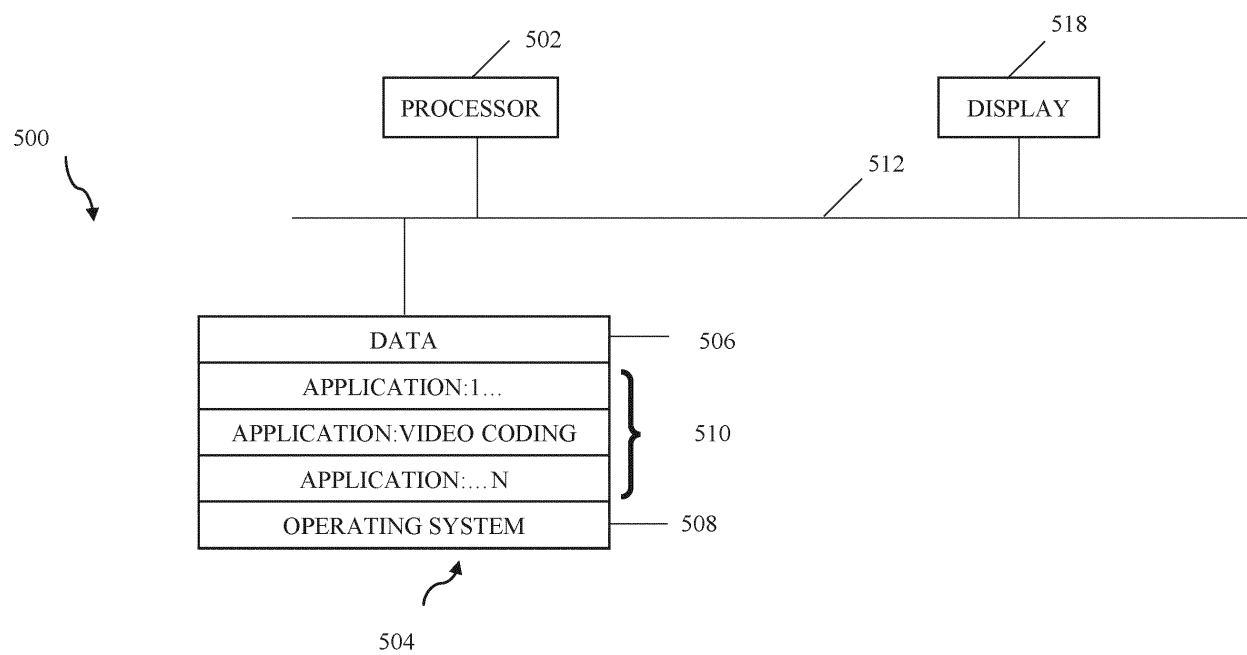 518
502
PROCESSOR
DISPLAY
500
512
DATA
506
APPLICATION:1...
APPLICATION:VIDEO CODING
510
APPLICATION:...N
OPERATING SYSTEM
508
504